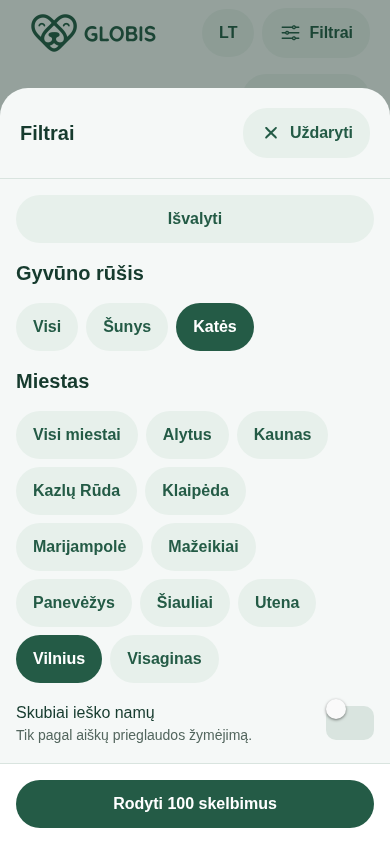 GLOBIS
LT
Filtrai
Filtrai
Uždaryti
Išvalyti
Gyvūno rūšis
Visi
Šunys
Katės
Miestas
Visi miestai
Alytus
Kaunas
Kazlų Rūda
Klaipėda
Marijampolė
Mažeikiai
Panevėžys
Šiauliai
Utena
Vilnius
Visaginas
Skubiai ieško namų
Tik pagal aiškų prieglaudos žymėjimą.
Rodyti 100 skelbimus